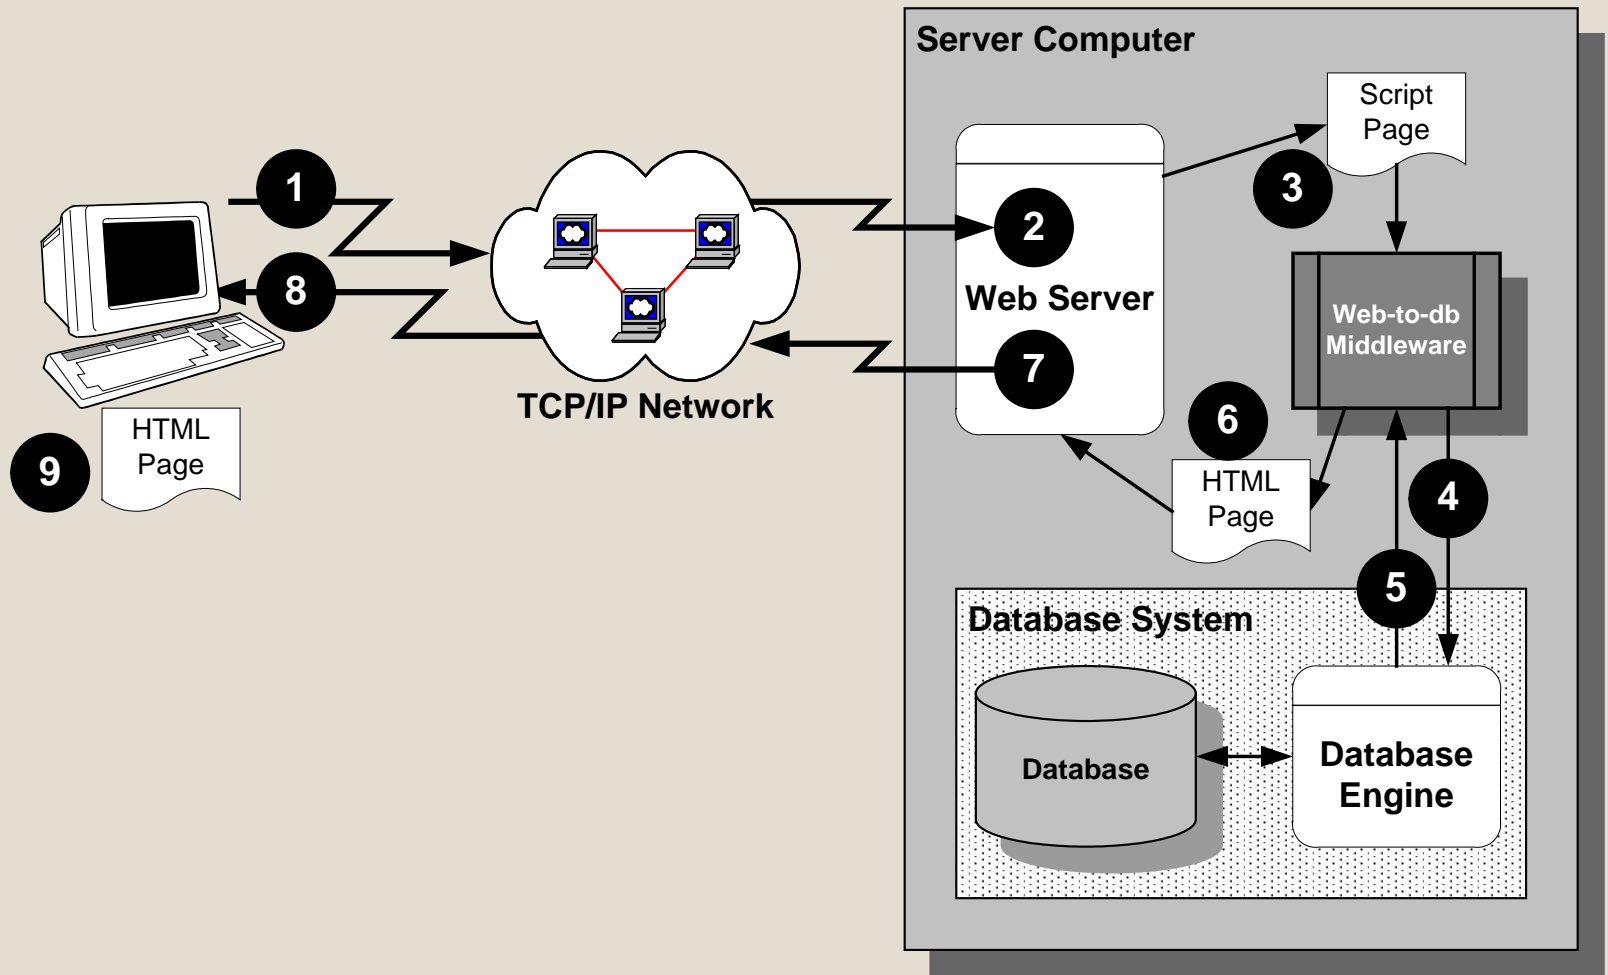 Server Computer
Script
Page
1
3
2
Web Server
8
Web-to-db
Middleware
7
TCP/IP Network
6
HTML
Page
9
HTML
Page
4
5
Database System
Database
Database
Engine